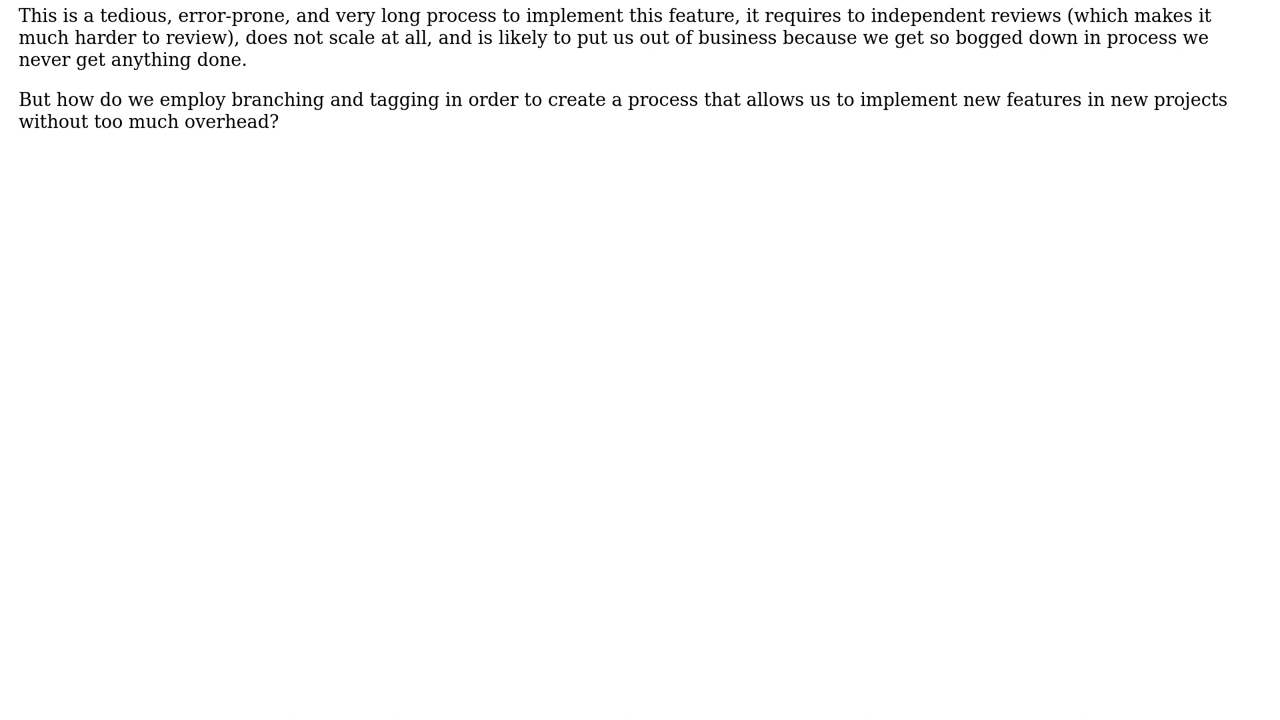 This is a tedious, error-prone, and very long process to implement this feature, it requires to independent reviews (which makes it
much harder to review), does not scale at all, and is likely to put us out of business because we get so bogged down in process we
never get anything done.
But how do we employ branching and tagging in order to create a process that allows us to implement new features in new projects
without too much overhead?